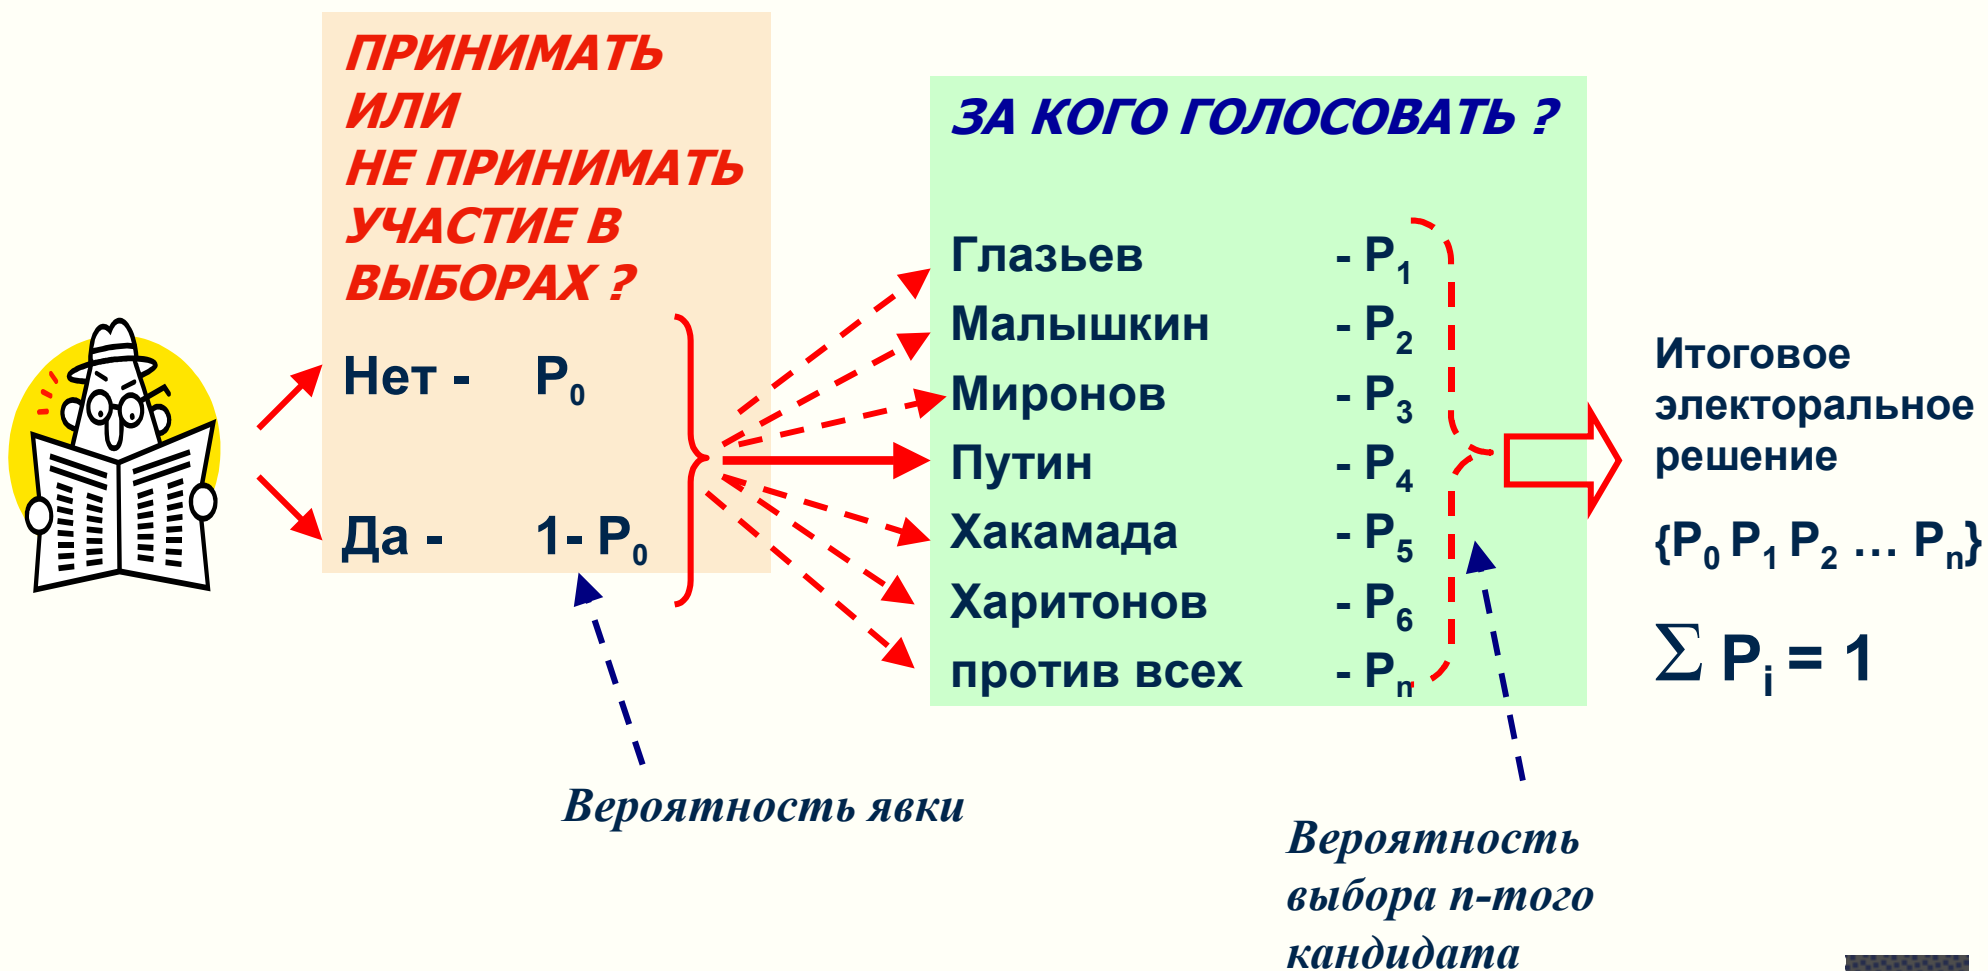 ПРИНИМАТЬ
ИЛИ
НЕ ПРИНИМАТЬ
УЧАСТИЕ В
ВЫБОРАХ ?
Нет - P0
Да - 1- P0
Вероятность явки
ЗА КОГО ГОЛОСОВАТЬ ?
Глазьев - P1
Малышкин - P2
Миронов - P3
Путин - P4
Хакамада - P5
Харитонов - P6
против всех - Pn
Вероятность
выбора n-того
кандидата
Итоговое
электоральное
решение
{P0 P1 P2 … Pn}
∑ Pi = 1